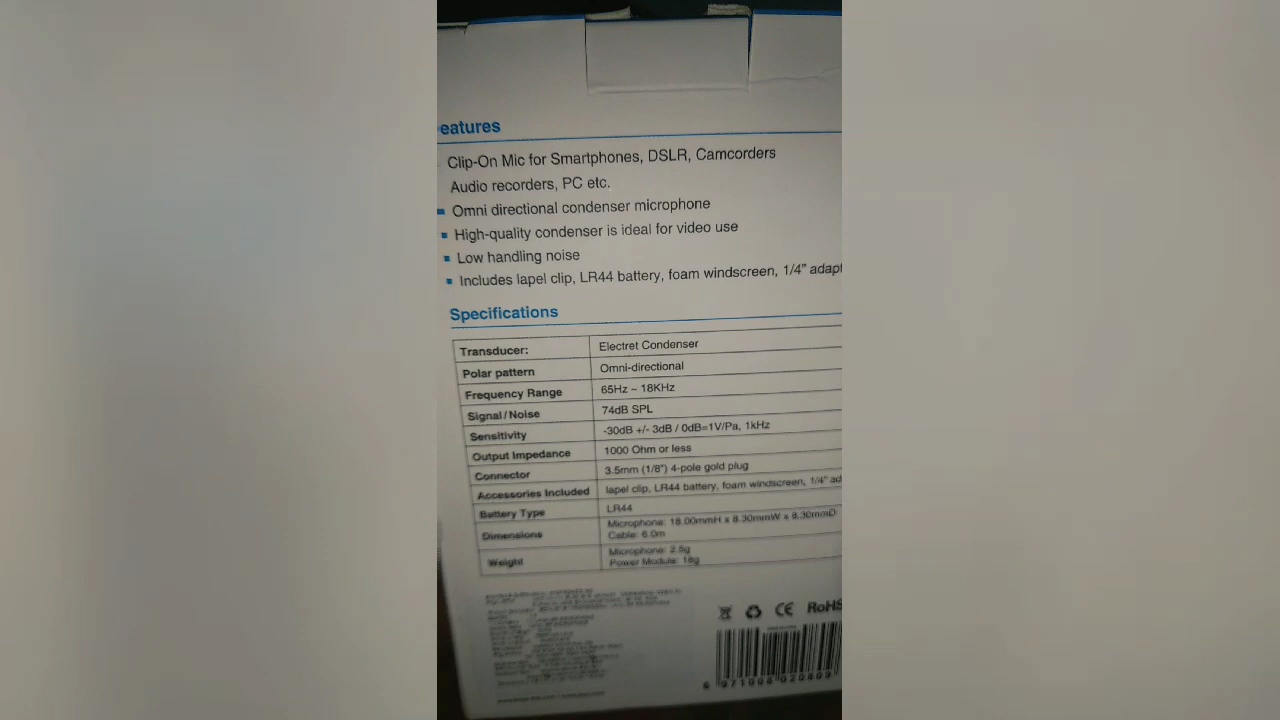 eatures
Clip-On Mic for Smartphones, DSLR, Camcorders
Audio recorders, PC etc.
Omni directional condenser microphone
High-quality condenser is ideal for video use
Low handling noise
Includes lapel clip, LR44 battery, foam windscreen, 1/4" adapt
Specifications
Transducer: Electret Condenser
Polar pattern Omni-directional
Frequency Range 65Hz ~ 18KHz
Signal/Noise 74dB SPL
Sensitivity -30dB +/- 3dB / 0dB=1V/Pa, 1kHz
Output Impedance 1000 Ohm or less
Connector 3.5mm (1/8") 4-pole gold plug
Accessories Included lapel clip, LR44 battery, foam windscreen, 1/4" ad
Battery Type LR44
Dimensions Microphone: 18.00mmH x 8.30mmW x 8.30mmD
Cable: 6.0m
Weight Microphone: 2.5g
Power Module: 18g
CE RoHS
6 971008 020809